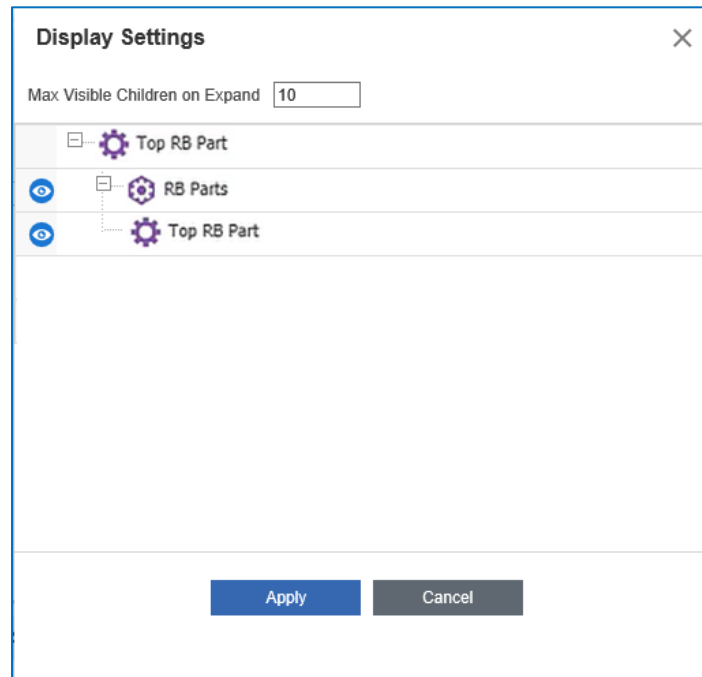 Display Settings
Max Visible Children on Expand 10
Top RB Part
RB Parts
Top RB Part
Apply Cancel